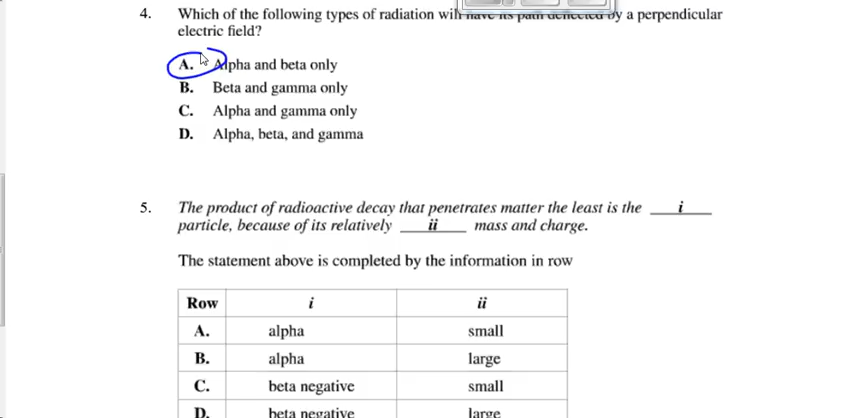 4. Which of the following types of radiation will have its path deflected by a perpendicular
electric field?
A. Alpha and beta only
B. Beta and gamma only
C. Alpha and gamma only
D. Alpha, beta, and gamma
5. The product of radioactive decay that penetrates matter the least is the ___i___
particle, because of its relatively ___ii___ mass and charge.
The statement above is completed by the information in row
Row i ii
A. alpha small
B. alpha large
C. beta negative small
D. beta negative large